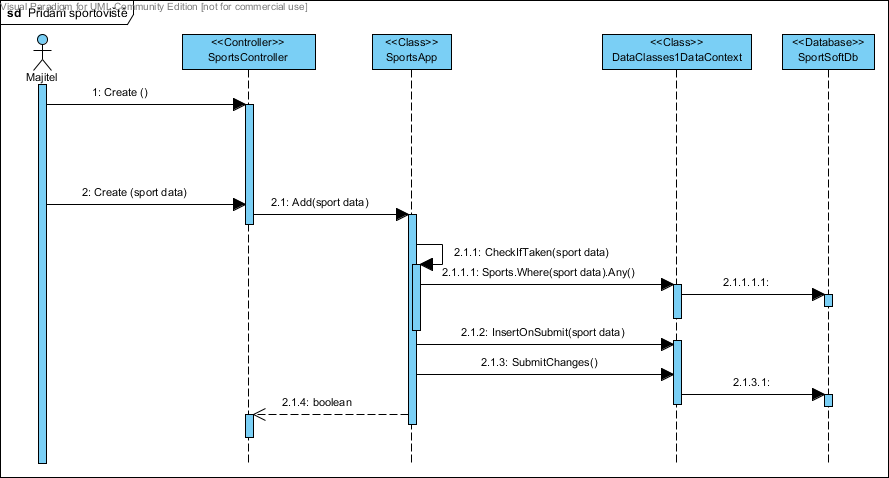 Visual Paradigm for UML Community Edition [not for commercial use]
sd Přidání sportoviště
Majitel
<<Controller>>
SportsController
<<Class>>
SportsApp
<<Class>>
DataClasses1DataContext
<<Database>>
SportSoftDb
1: Create ()
2: Create (sport data)
2.1: Add(sport data)
2.1.1: CheckIfTaken(sport data)
2.1.1.1: Sports.Where(sport data).Any()
2.1.1.1.1:
2.1.2: InsertOnSubmit(sport data)
2.1.3: SubmitChanges()
2.1.3.1:
2.1.4: boolean